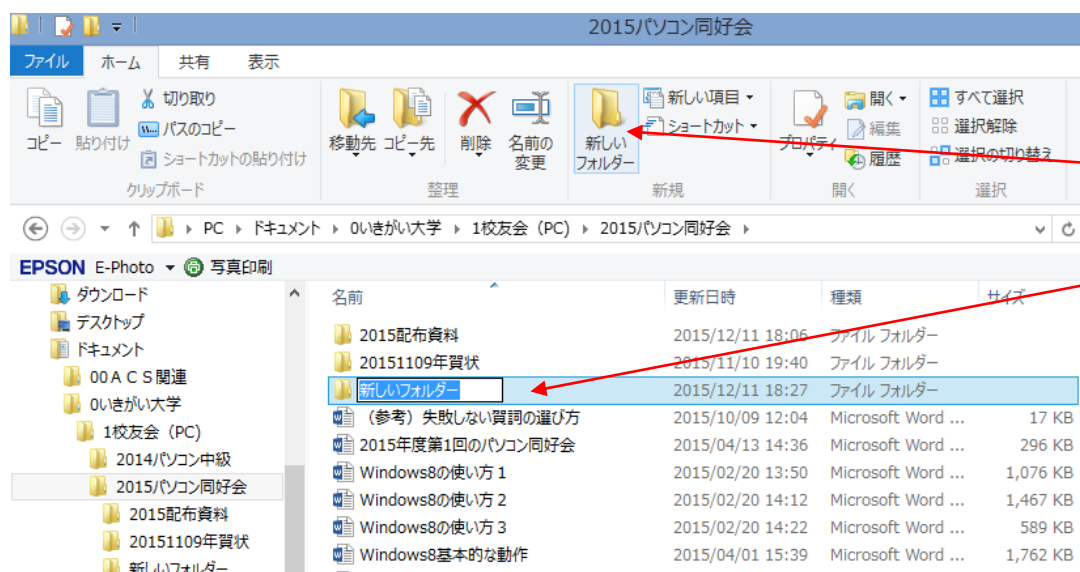 2015パソコン同好会
ファイル ホーム 共有 表示
コピー 貼り付け 切り取り パスのコピー ショートカットの貼り付け
移動先 コピー先 削除 名前の変更 新しいフォルダー
新しい項目 ショートカット プロパティ 開く 編集 履歴
すべて選択 選択解除 選択の切り替え
クリップボード 整理 新規 開く 選択
PC ドキュメント 0いきがい大学 1校友会（PC） 2015パソコン同好会
EPSON E-Photo 写真印刷
ダウンロード
デスクトップ
ドキュメント
00ＡＣＳ関連
0いきがい大学
1校友会（PC）
2014パソコン中級
2015パソコン同好会
2015配布資料
20151109年賀状
新しいフォルダー
名前 更新日時 種類 サイズ
2015配布資料 2015/12/11 18:06 ファイル フォルダー
20151109年賀状 2015/11/10 19:40 ファイル フォルダー
新しいフォルダー 2015/12/11 18:27 ファイル フォルダー
（参考）失敗しない賀詞の選び方 2015/10/09 12:04 Microsoft Word ... 17 KB
2015年度第1回のパソコン同好会 2015/04/13 14:36 Microsoft Word ... 296 KB
Windows8の使い方１ 2015/02/20 13:50 Microsoft Word ... 1,076 KB
Windows8の使い方２ 2015/02/20 14:12 Microsoft Word ... 1,467 KB
Windows8の使い方３ 2015/02/20 14:22 Microsoft Word ... 589 KB
Windows8基本的な動作 2015/04/01 15:39 Microsoft Word ... 1,762 KB